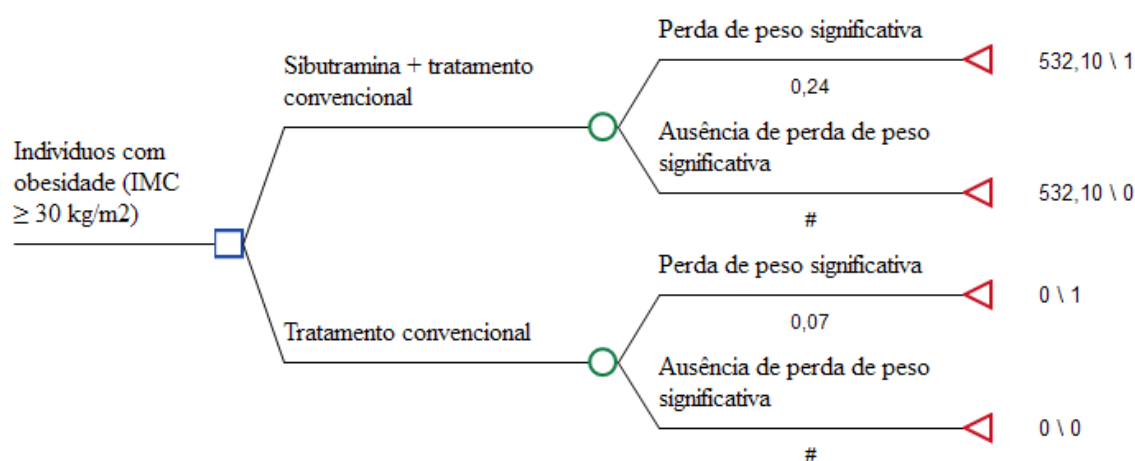 Perda de peso significativa
532,10 \ 1
0,24
Sibutramina + tratamento
convencional
Ausência de perda de peso
significativa
532,10 \ 0
#
Indivíduos com
obesidade (IMC
≥ 30 kg/m2)
Perda de peso significativa
0 \ 1
0,07
Tratamento convencional
Ausência de perda de peso
significativa
0 \ 0
#